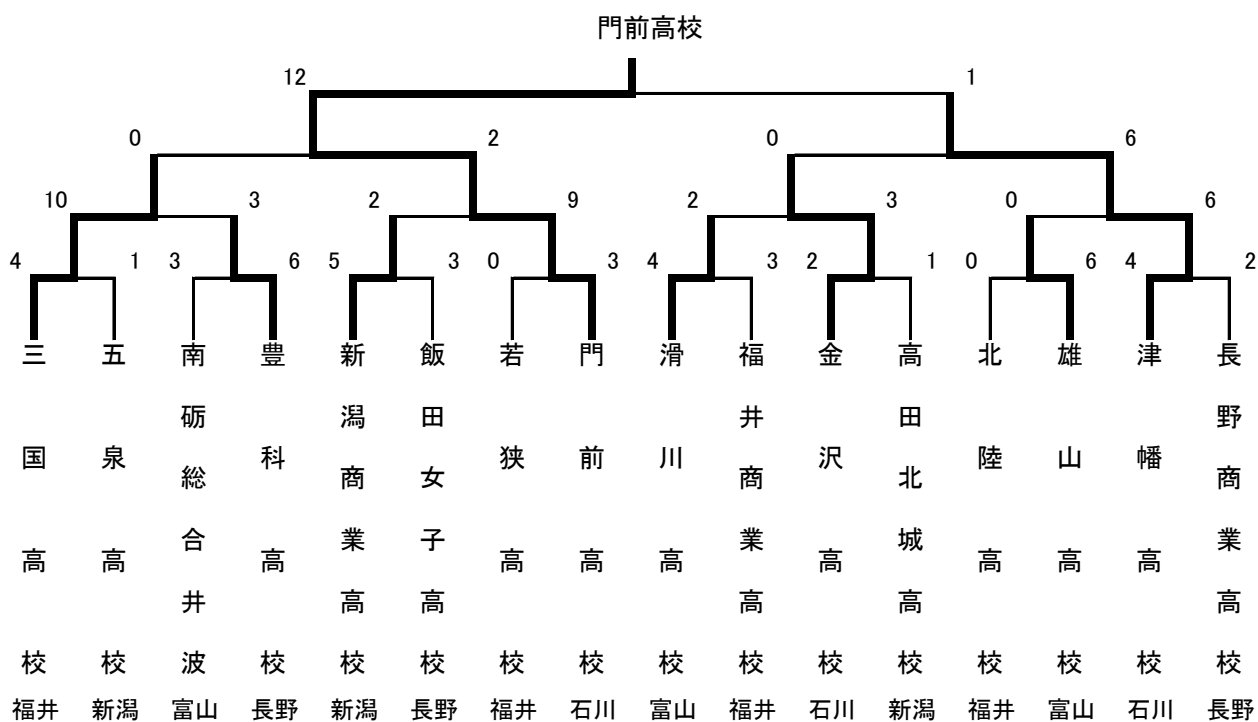 門前高校
12 1
0 2 0 6
10 3 2 9 2 3 0 6
4 1 3 6 5 3 0 3 4 3 2 1 0 6 4 2
三国高校
五泉高校
南砺総合井波
豊科高校
新潟商業高校
飯田女子高校
若狭高校
門前高校
滑川高校
福井商業高校
金沢高校
高田北城高校
北陸高校
雄山高校
津幡高校
長野商業高校
福井 新潟 富山 長野 新潟 長野 福井 石川 富山 福井 石川 新潟 福井 富山 石川 長野